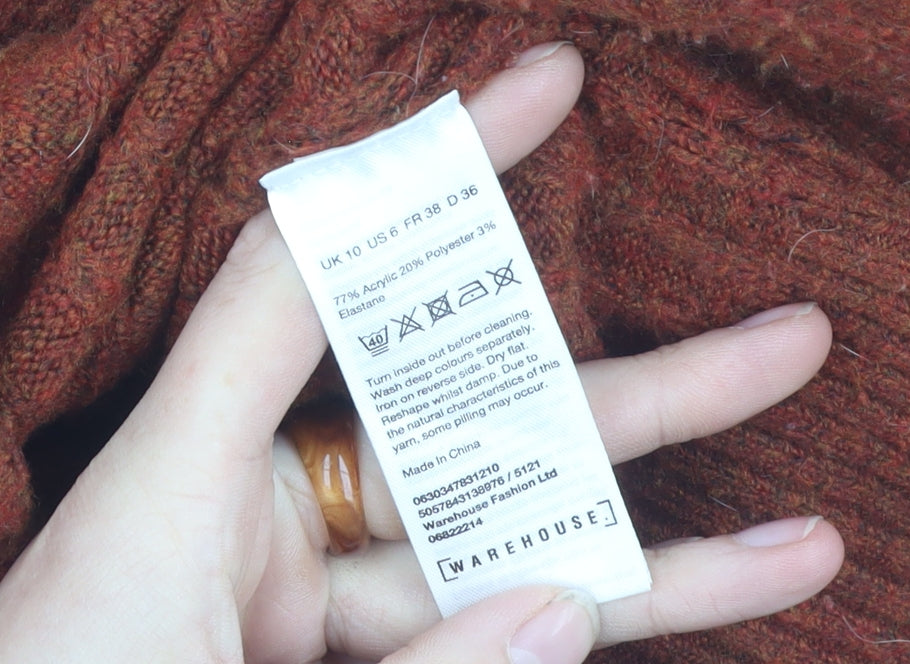 UK 10 US 6 FR 38 D 36
77% Acrylic 20% Polyester 3%
Elastane
40
Turn inside out before cleaning.
Wash deep colours separately.
Iron on reverse side. Dry flat.
Reshape whilst damp. Due to
the natural characteristics of this
yarn, some pilling may occur.
Made In China
0630347831210
5057843138976 / 5121
Warehouse Fashion Ltd
06822214
[WAREHOUSE:]